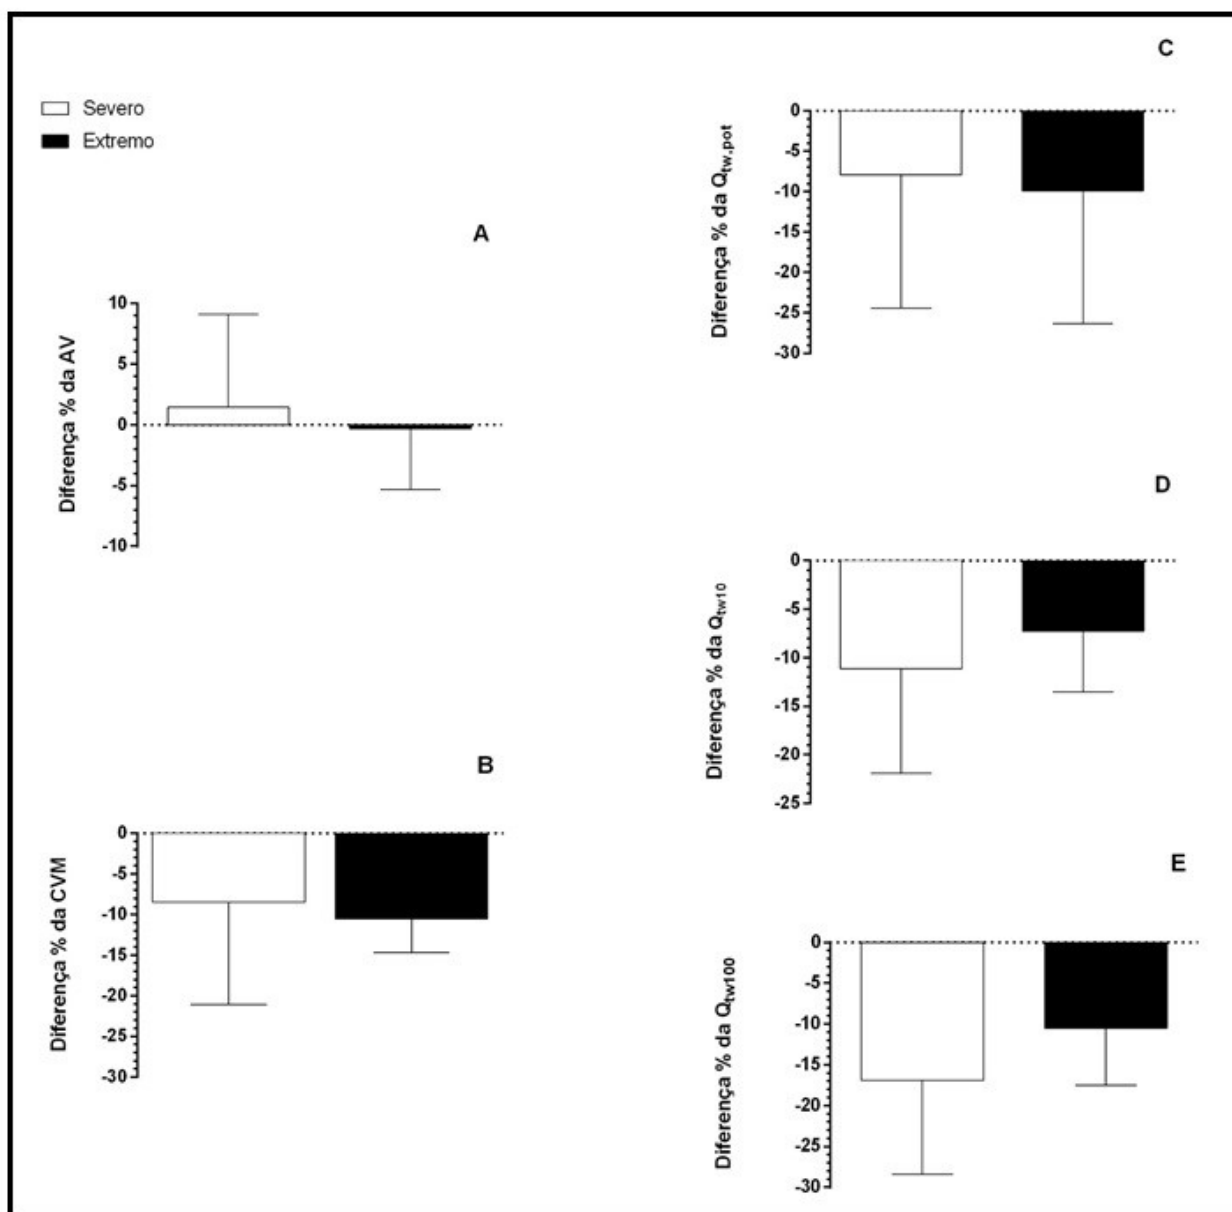 Severo
Extremo
A
Diferença % da AV
10
5
0
-5
-10
B
Diferença % da CVM
0
-5
-10
-15
-20
-25
-30
C
Diferença % da Qtw,pot
0
-5
-10
-15
-20
-25
-30
D
Diferença % da Qtw10
0
-5
-10
-15
-20
-25
E
Diferença % da Qtw100
0
-5
-10
-15
-20
-25
-30